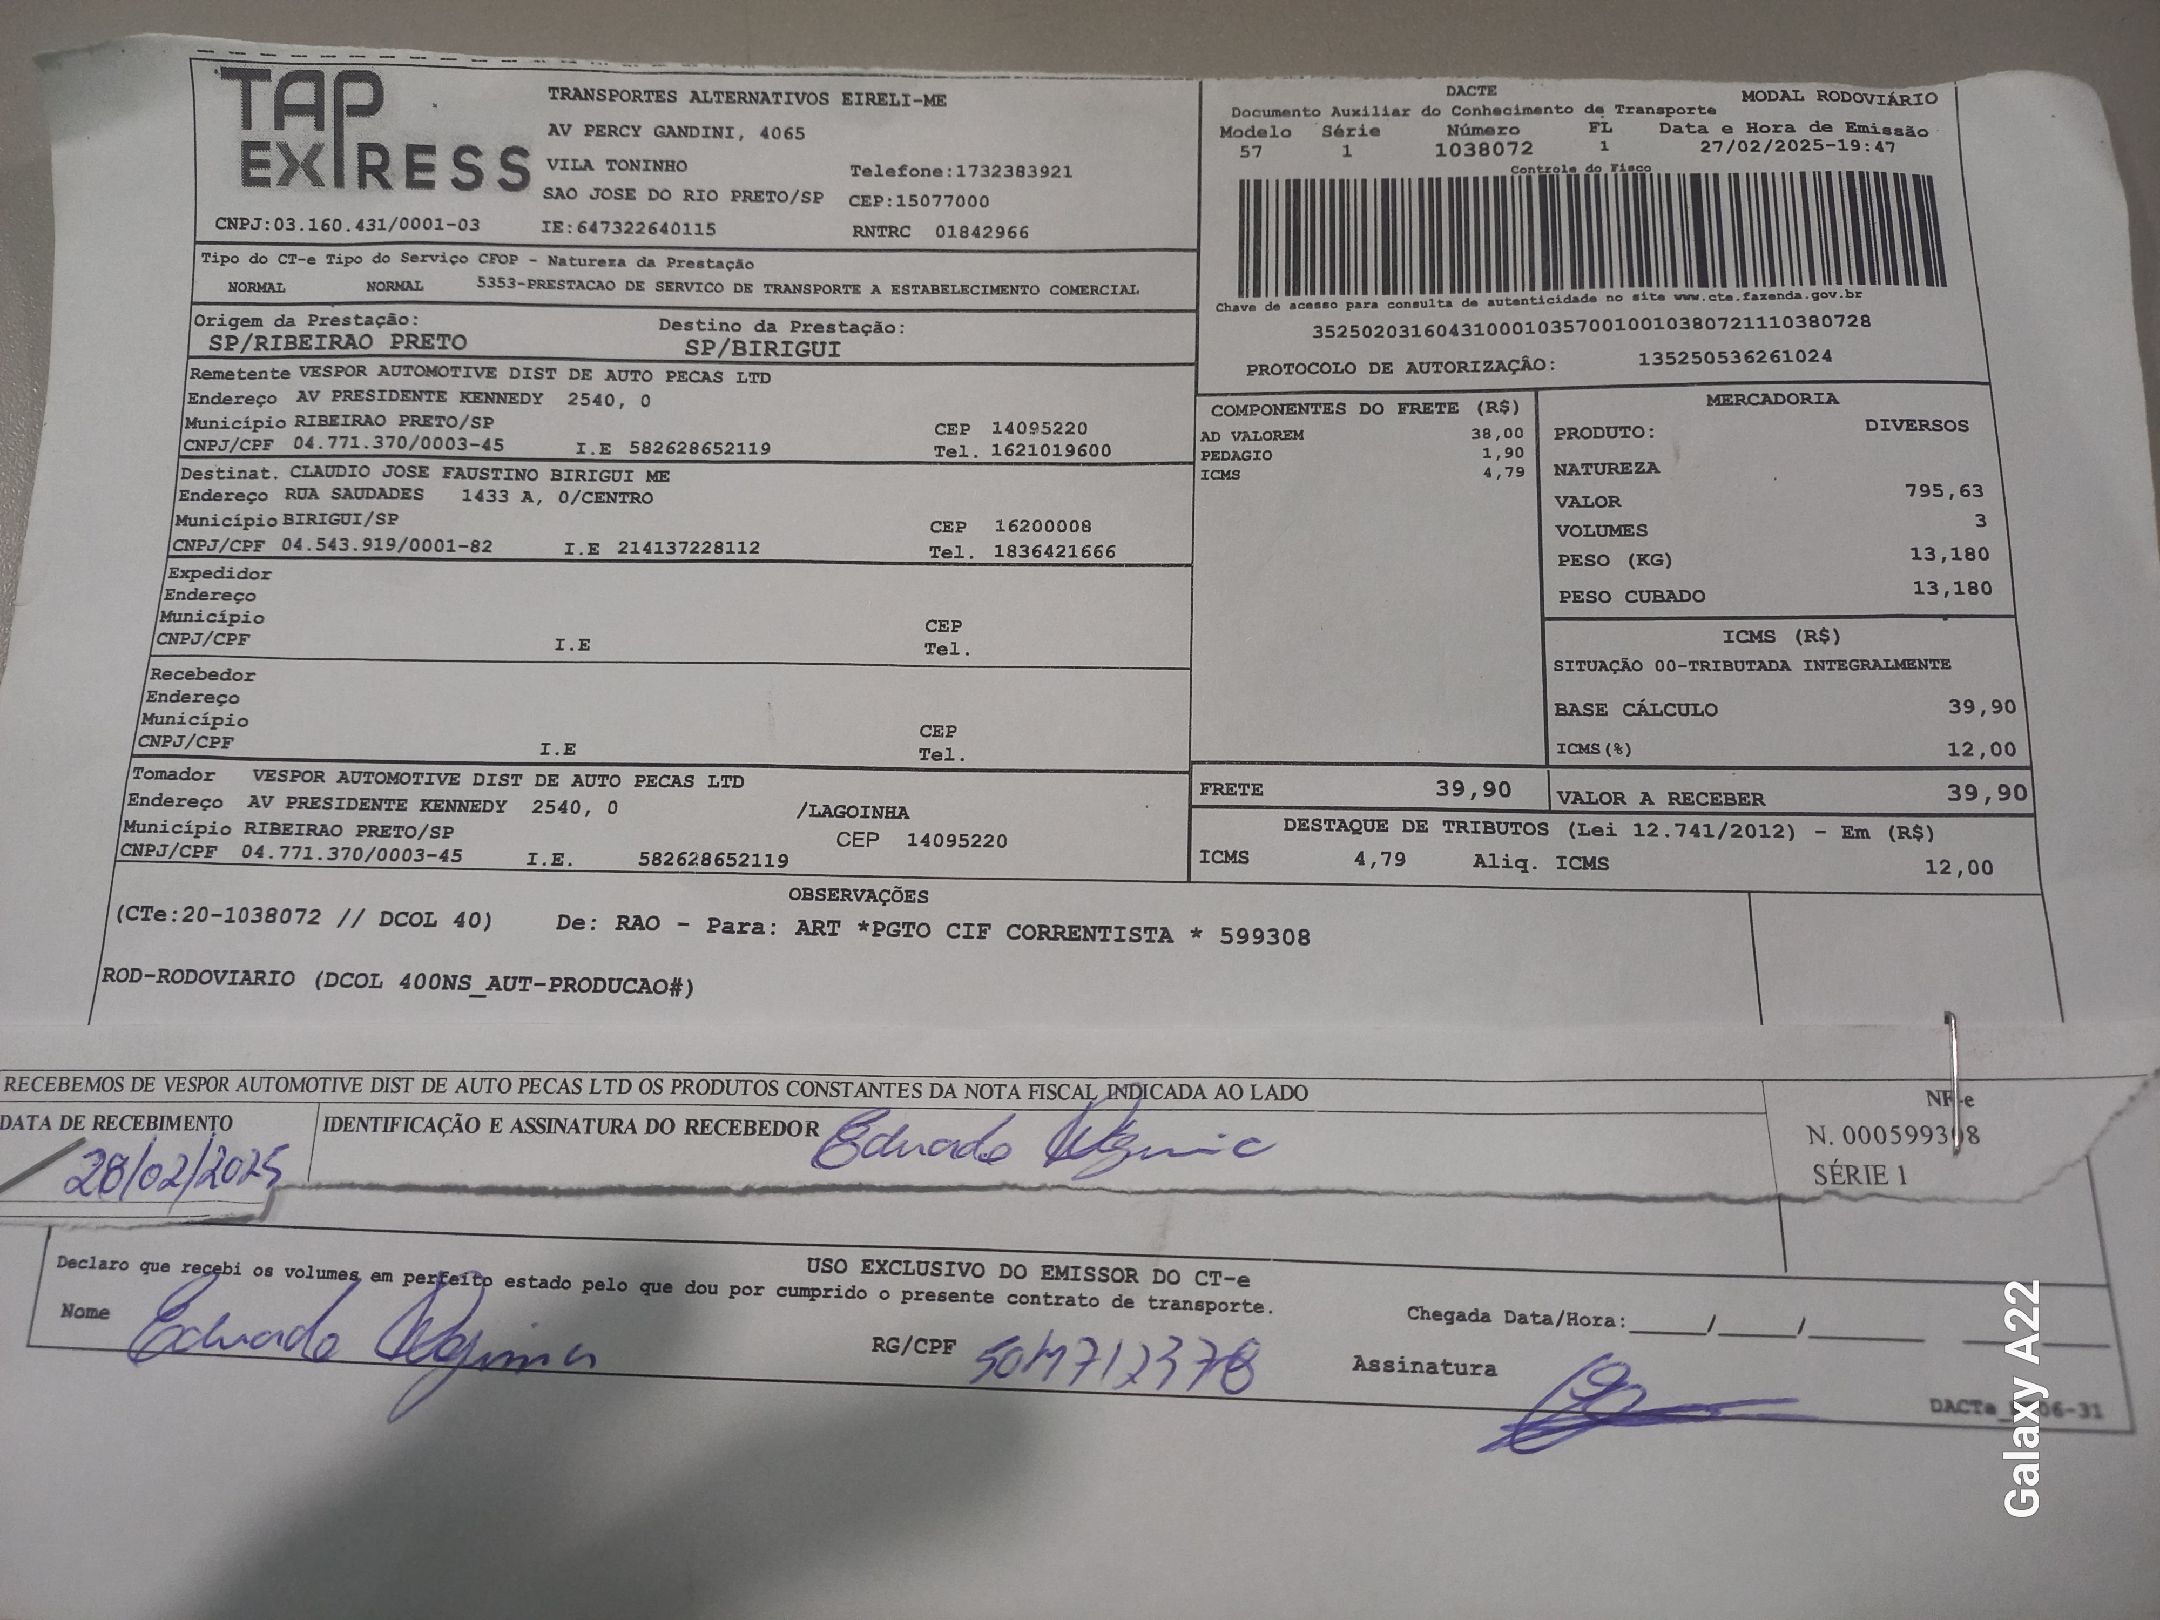 TAP EXPRESS
TRANSPORTES ALTERNATIVOS EIRELI-ME
AV PERCY GANDINI, 4065
VILA TONINHO Telefone:1732383921
SAO JOSE DO RIO PRETO/SP CEP:15077000
CNPJ:03.160.431/0001-03 IE:647322640115 RNTRC 01842966
DACTE MODAL RODOVIÁRIO
Documento Auxiliar do Conhecimento de Transporte
Modelo Série Número FL Data e Hora de Emissão
57 1 1038072 1 27/02/2025-19:47
Controle do Fisco
Chave de acesso para consulta de autenticidade no site www.cte.fazenda.gov.br
35250203160431000103570010010380721110380728
PROTOCOLO DE AUTORIZAÇÃO: 135250536261024
Tipo do CT-e Tipo do Serviço CFOP - Natureza da Prestação
NORMAL NORMAL 5353-PRESTACAO DE SERVICO DE TRANSPORTE A ESTABELECIMENTO COMERCIAL
Origem da Prestação: Destino da Prestação:
SP/RIBEIRAO PRETO SP/BIRIGUI
Remetente VESPOR AUTOMOTIVE DIST DE AUTO PECAS LTD
Endereço AV PRESIDENTE KENNEDY 2540, 0
Município RIBEIRAO PRETO/SP CEP 14095220
CNPJ/CPF 04.771.370/0003-45 I.E 582628652119 Tel. 1621019600
Destinat. CLAUDIO JOSE FAUSTINO BIRIGUI ME
Endereço RUA SAUDADES 1433 A, 0/CENTRO
Município BIRIGUI/SP CEP 16200008
CNPJ/CPF 04.543.919/0001-82 I.E 214137228112 Tel. 1836421666
Expedidor
Endereço
Município CEP
CNPJ/CPF I.E Tel.
Recebedor
Endereço
Município CEP
CNPJ/CPF I.E Tel.
Tomador VESPOR AUTOMOTIVE DIST DE AUTO PECAS LTD
Endereço AV PRESIDENTE KENNEDY 2540, 0 /LAGOINHA
Município RIBEIRAO PRETO/SP CEP 14095220
CNPJ/CPF 04.771.370/0003-45 I.E. 582628652119
COMPONENTES DO FRETE (R$)
AD VALOREM 38,00
PEDAGIO 1,90
ICMS 4,79
MERCADORIA
PRODUTO: DIVERSOS
NATUREZA
VALOR 795,63
VOLUMES 3
PESO (KG) 13,180
PESO CUBADO 13,180
ICMS (R$)
SITUAÇÃO 00-TRIBUTADA INTEGRALMENTE
BASE CÁLCULO 39,90
ICMS(%) 12,00
FRETE 39,90 VALOR A RECEBER 39,90
DESTAQUE DE TRIBUTOS (Lei 12.741/2012) - Em (R$)
ICMS 4,79 Aliq. ICMS 12,00
OBSERVAÇÕES
(CTe:20-1038072 // DCOL 40) De: RAO - Para: ART *PGTO CIF CORRENTISTA * 599308
ROD-RODOVIARIO (DCOL 400NS_AUT-PRODUCAO#)
RECEBEMOS DE VESPOR AUTOMOTIVE DIST DE AUTO PECAS LTD OS PRODUTOS CONSTANTES DA NOTA FISCAL INDICADA AO LADO
DATA DE RECEBIMENTO IDENTIFICAÇÃO E ASSINATURA DO RECEBEDOR Eduardo
28/02/2025
NF-e
N. 000599308
SÉRIE 1
USO EXCLUSIVO DO EMISSOR DO CT-e
Declaro que recebi os volumes em perfeito estado pelo que dou por cumprido o presente contrato de transporte.
Nome Eduardo RG/CPF Chegada Data/Hora:___/___/___
Assinatura
Galaxy A22